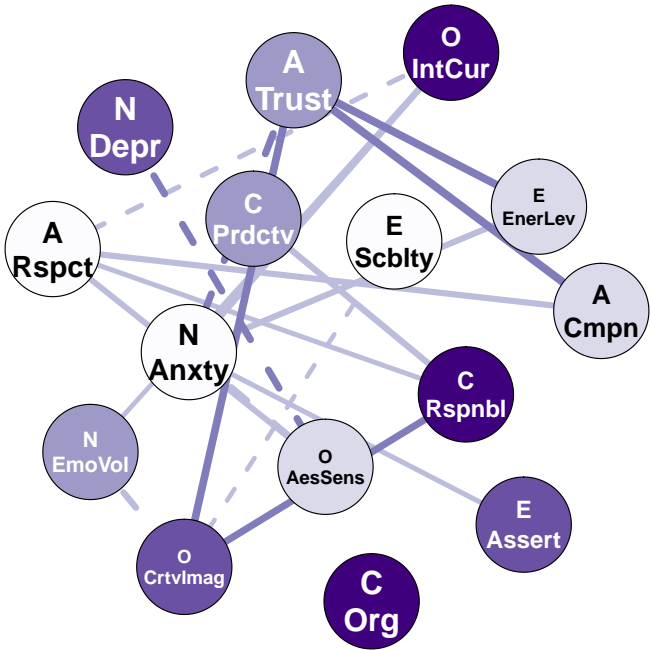 O
IntCur
A
Trust
N
Depr
C
Prdctv
E
EnerLev
E
Scblty
A
Rspct
A
Cmpn
N
Anxty
C
Rspnbl
N
EmoVol
O
AesSens
E
Assert
O
CrtvImag
C
Org